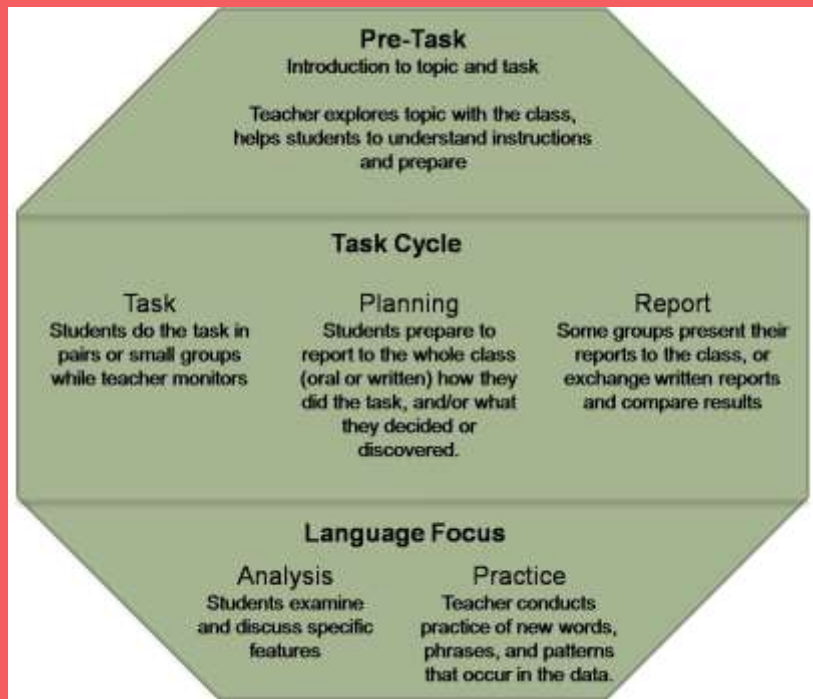 Pre-Task
Introduction to topic and task
Teacher explores topic with the class,
helps students to understand instructions
and prepare
Task Cycle
Task
Students do the task in
pairs or small groups
while teacher monitors
Planning
Students prepare to
report to the whole class
(oral or written) how they
did the task, and/or what
they decided or
discovered.
Report
Some groups present their
reports to the class, or
exchange written reports
and compare results
Language Focus
Analysis
Students examine
and discuss specific
features
Practice
Teacher conducts
practice of new words,
phrases, and patterns
that occur in the data.